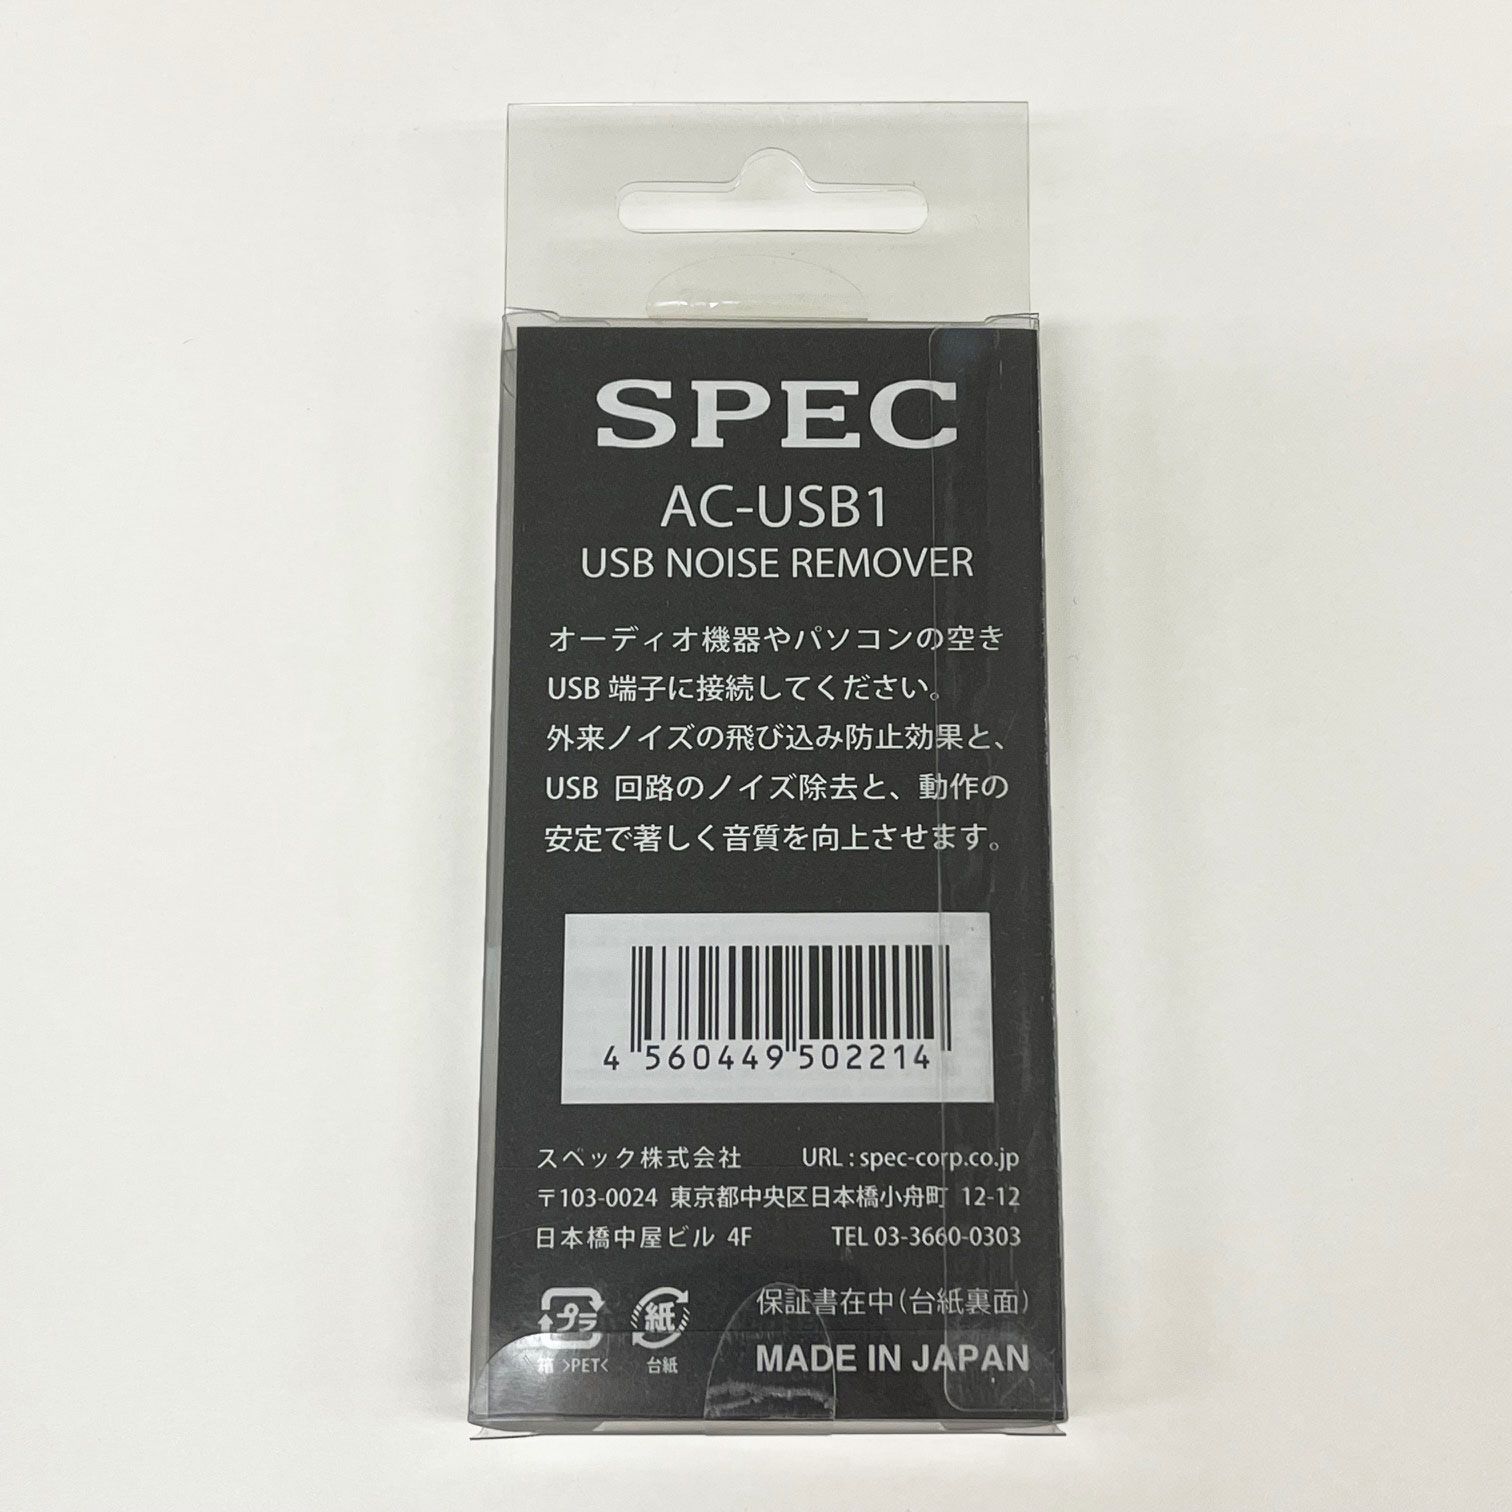 SPEC
AC-USB1
USB NOISE REMOVER
オーディオ機器やパソコンの空き
USB 端子に接続してください。
外来ノイズの飛び込み防止効果と、
USB 回路のノイズ除去と、動作の
安定で著しく音質を向上させます。
4 560449 502214
スペック株式会社 URL : spec-corp.co.jp
〒103-0024 東京都中央区日本橋小舟町 12-12
日本橋中屋ビル 4F TEL 03-3660-0303
プラ 紙 保証書在中(台紙裏面)
箱 >PET< 台紙 MADE IN JAPAN